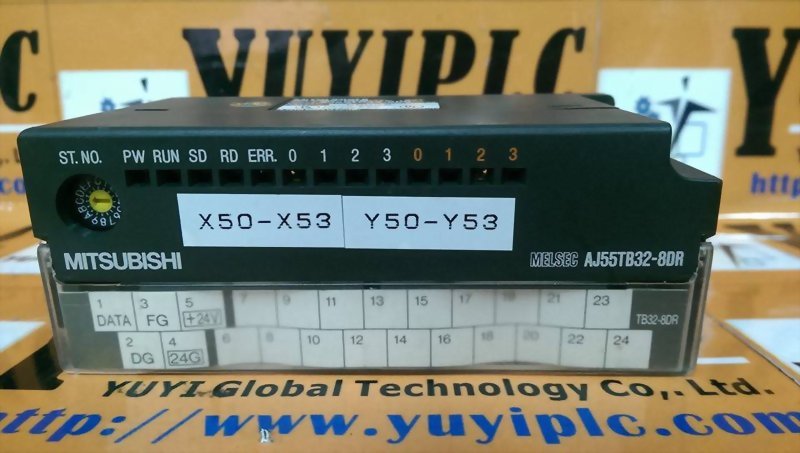 YUYIPLC
ST. NO. PW RUN SD RD ERR. 0 1 2 3 0 1 2 3
X50-X53 Y50-Y53
MITSUBISHI MELSEC AJ55TB32-8DR
1 3 5 7 9 11 13 15 17 19 21 23
DATA FG +24V TB32-8DR
2 4 6 8 10 12 14 16 18 20 22 24
DG 24G
YUYI Global Technology Co,. Ltd.
http://www.yuyiplc.com